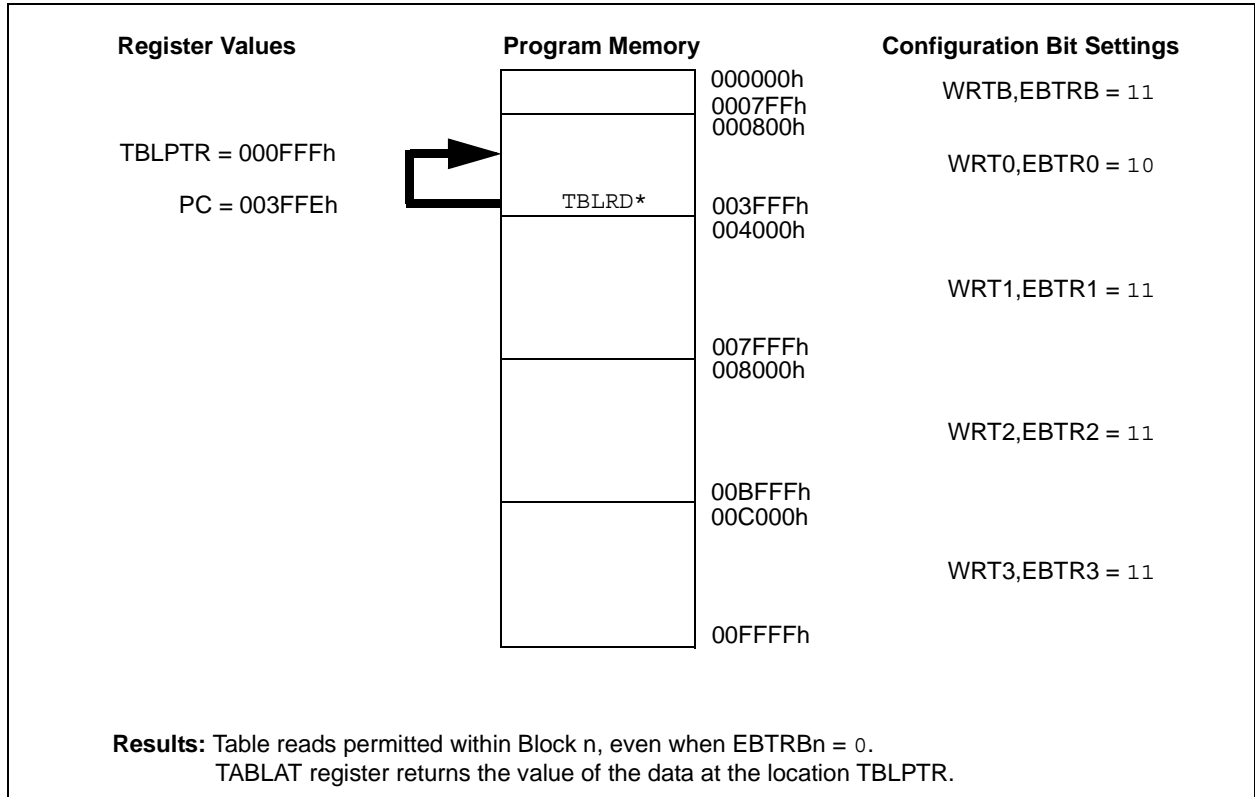 Register Values Program Memory Configuration Bit Settings
000000h
WRTB,EBTRB = 11
0007FFh
000800h
TBLPTR = 000FFFh
WRT0,EBTR0 = 10
PC = 003FFEh TBLRD* 003FFFh
004000h
WRT1,EBTR1 = 11
007FFFh
008000h
WRT2,EBTR2 = 11
00BFFFh
00C000h
WRT3,EBTR3 = 11
00FFFFh
Results: Table reads permitted within Block n, even when EBTRBn = 0.
TABLAT register returns the value of the data at the location TBLPTR.